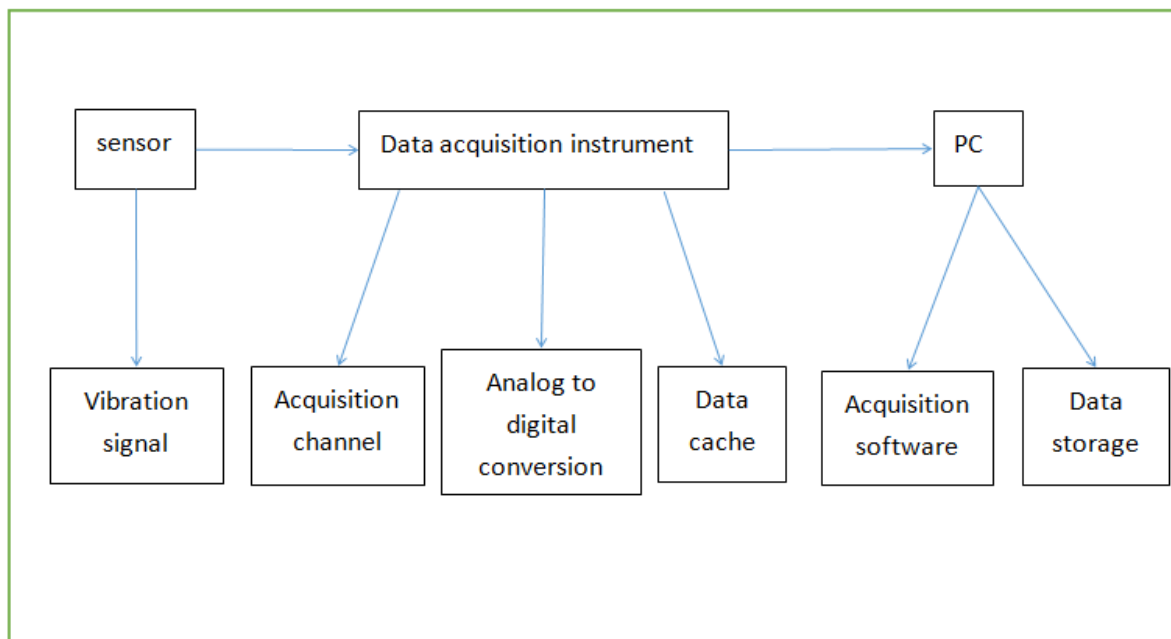 sensor
Data acquisition instrument
PC
Vibration
signal
Acquisition
channel
Analog to
digital
conversion
Data
cache
Acquisition
software
Data
storage